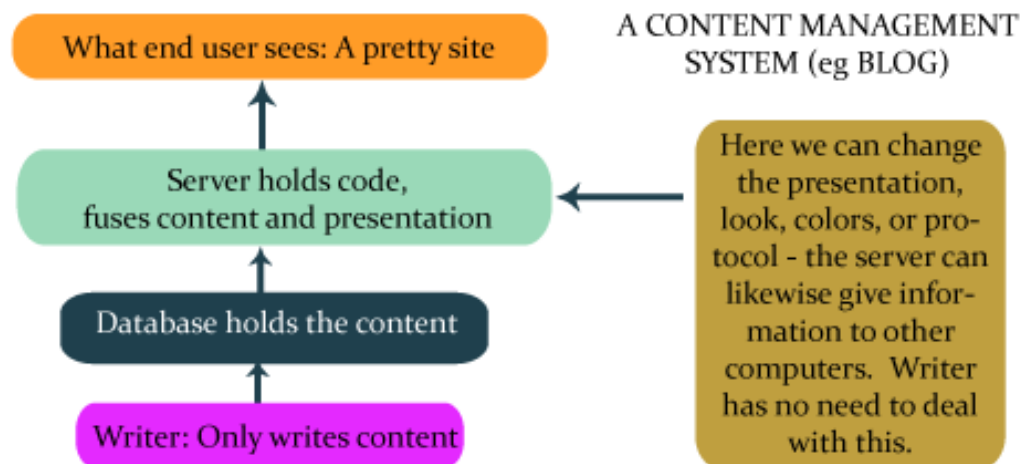 What end user sees: A pretty site
A CONTENT MANAGEMENT
SYSTEM (eg BLOG)
Server holds code,
fuses content and presentation
Here we can change
the presentation,
look, colors, or pro-
tocol - the server can
likewise give infor-
mation to other
computers.  Writer
has no need to deal
with this.
Database holds the content
Writer: Only writes content